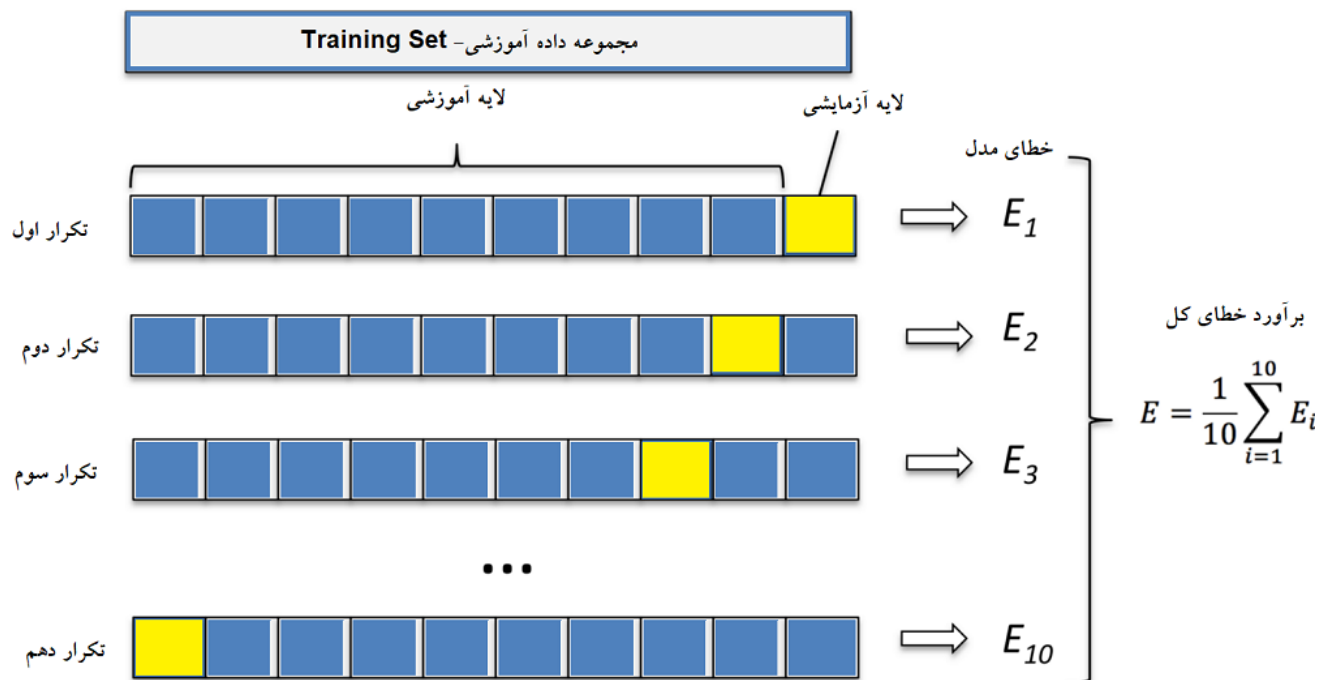 مجموعه داده آموزشی- Training Set
لایه آموزشی
لایه آزمایشی
خطای مدل
تکرار اول
E₁
تکرار دوم
E₂
برآورد خطای کل
E = 1/10 ∑_{i=1}^{10} Eᵢ
تکرار سوم
E₃
...
تکرار دهم
E₁₀